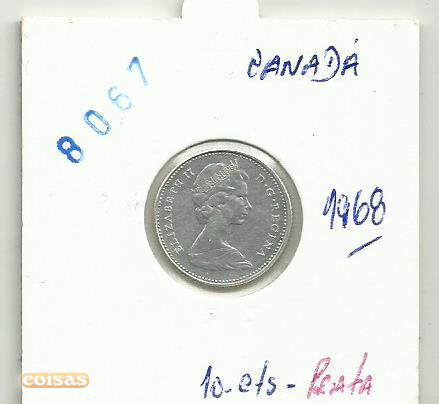 CANADÁ
8067
ELIZABETH II D·G·REGINA
1968
10-cts - Prata
coisas